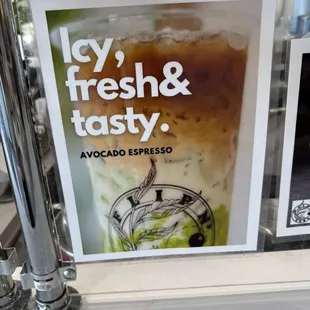 Icy,
fresh&
tasty.
AVOCADO ESPRESSO